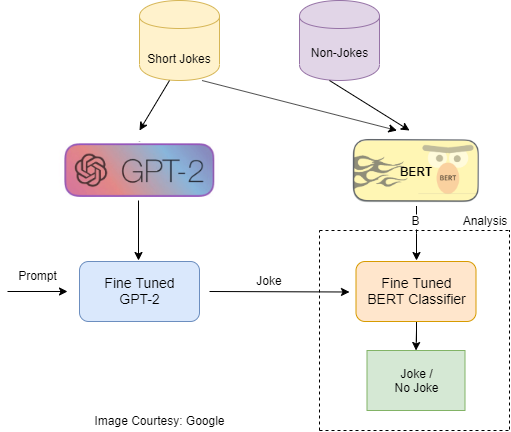 Short Jokes
Non-Jokes
GPT-2
BERT
BERT
B
Analysis
Prompt
Fine Tuned
GPT-2
Joke
Fine Tuned
BERT Classifier
Joke /
No Joke
Image Courtesy: Google